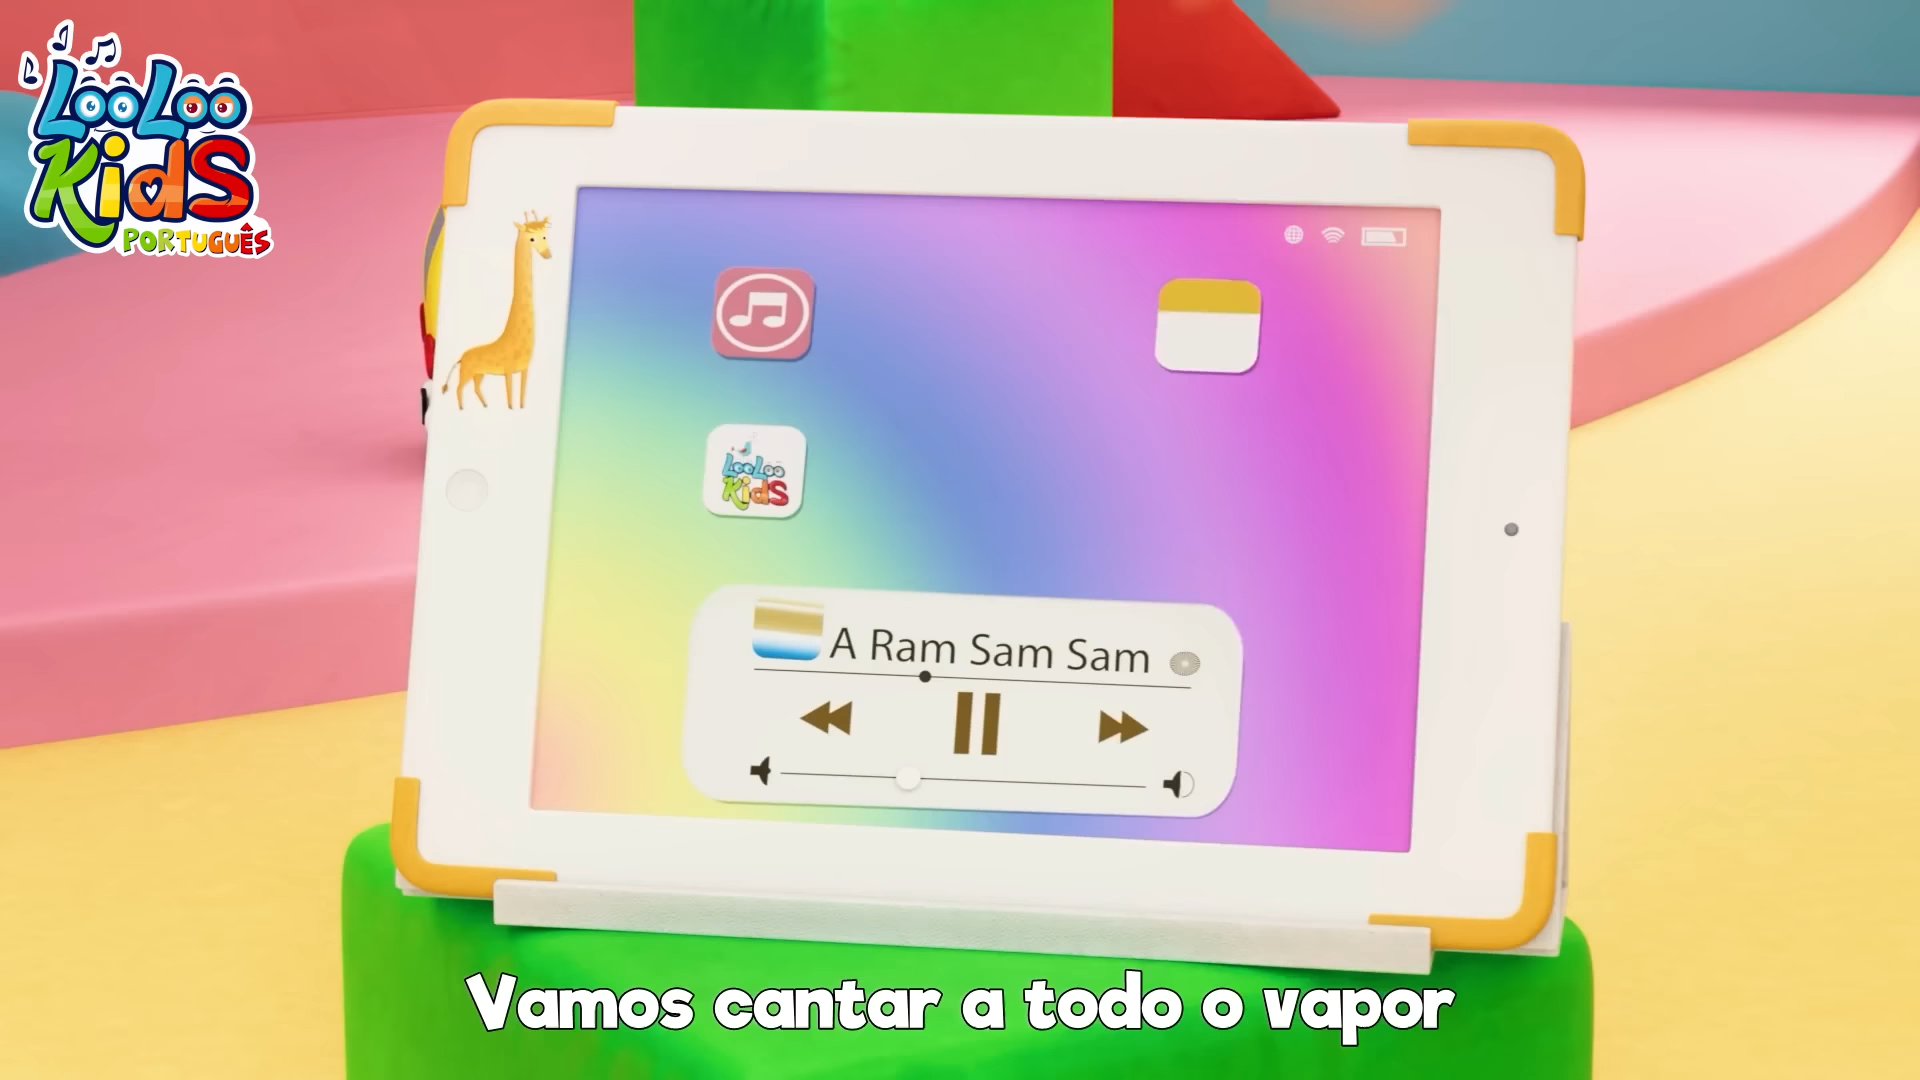 LooLoo
Kids
PORTUGUÊS
LooLoo
Kids
A Ram Sam Sam
Vamos cantar a todo o vapor